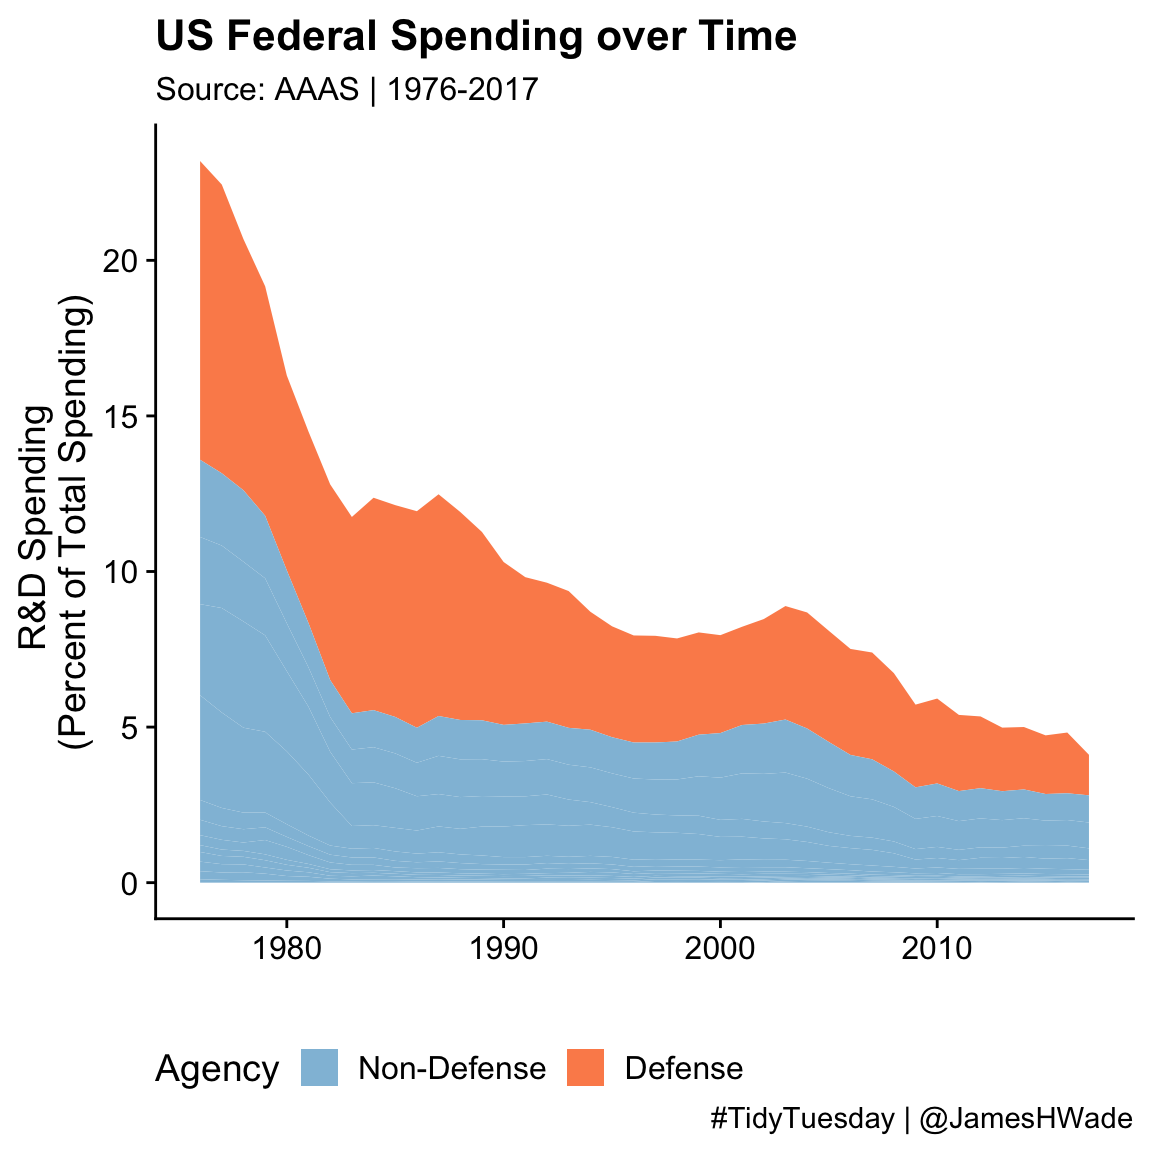 US Federal Spending over Time
Source: AAAS | 1976-2017
R&D Spending
(Percent of Total Spending)
20
15
10
5
0
1980 1990 2000 2010
Agency Non-Defense Defense
#TidyTuesday | @JamesHWade